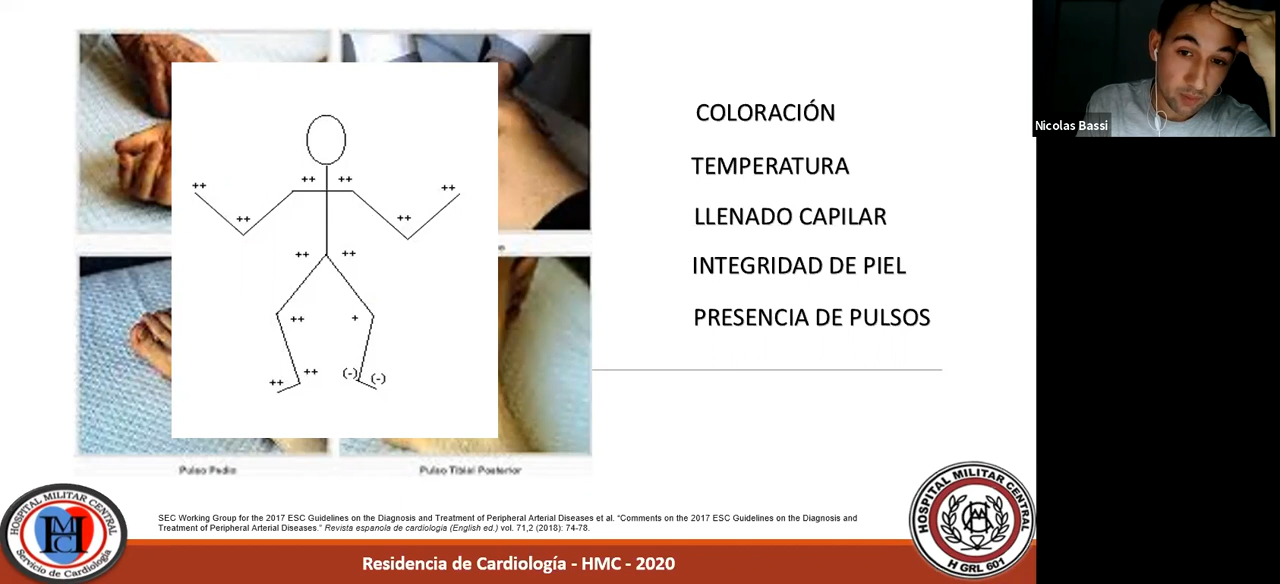 COLORACIÓN
TEMPERATURA
LLENADO CAPILAR
INTEGRIDAD DE PIEL
PRESENCIA DE PULSOS
Nicolas Bassi
++ ++
++ ++
++ ++
++ ++
++ +
++ ++ (-) (-)
Pulso Pedio
Pulso Tibial Posterior
SEC Working Group for the 2017 ESC Guidelines on the Diagnosis and Treatment of Peripheral Arterial Diseases et al. “Comments on the 2017 ESC Guidelines on the Diagnosis and
Treatment of Peripheral Arterial Diseases.” Revista espanola de cardiologia (English ed.) vol. 71,2 (2018): 74-78.
HOSPITAL MILITAR CENTRAL
HMC
Servicio de Cardiología
HOSPITAL MILITAR CENTRAL
H GRL 601
Residencia de Cardiología - HMC - 2020